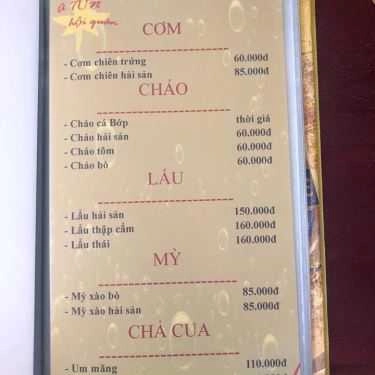 a Tưn
hội quán
CƠM
- Cơm chiên trứng 60.000đ
- Cơm chiên hải sản 85.000đ
CHÁO
- Cháo cá Bớp thời giá
- Cháo hải sản 60.000đ
- Cháo tôm 60.000đ
- Cháo bò 60.000đ
LẨU
- Lẩu hải sản 150.000đ
- Lẩu thập cẩm 160.000đ
- Lẩu thái 160.000đ
MỲ
- Mỳ xào bò 85.000đ
- Mỳ xào hải sản 85.000đ
CHẢ CUA
- Um măng 110.000đ